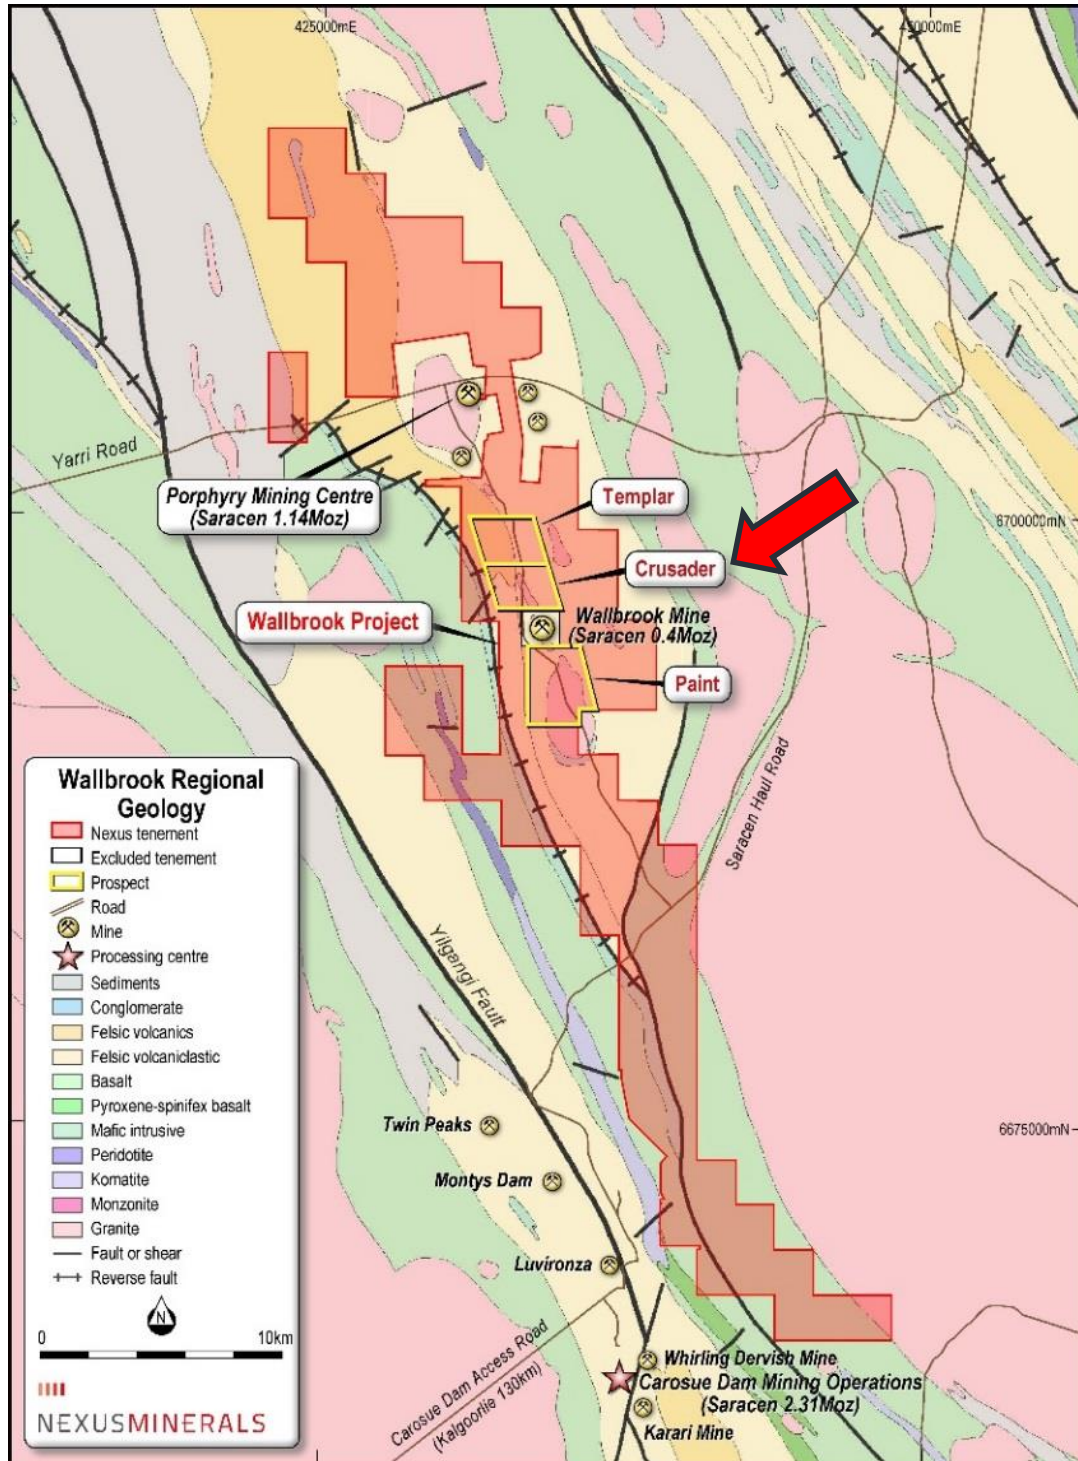 425000mE
450000mE
Yarri Road
Porphyry Mining Centre
(Saracen 1.14Moz)
Templar
6700000mN
Crusader
Wallbrook Mine
(Saracen 0.4Moz)
Wallbrook Project
Paint
Saracen Haul Road
Yilgangi Fault
Wallbrook Regional
Geology
Nexus tenement
Excluded tenement
Prospect
Road
Mine
Processing centre
Sediments
Conglomerate
Felsic volcanics
Felsic volcaniclastic
Basalt
Pyroxene-spinifex basalt
Mafic intrusive
Peridotite
Komatite
Monzonite
Granite
Fault or shear
Reverse fault
N
0
10km
NEXUSMINERALS
Twin Peaks
6675000mN
Montys Dam
Luvironza
Carosue Dam Access Road
(Kalgoortie 130km)
Whirling Dervish Mine
Carosue Dam Mining Operations
(Saracen 2.31Moz)
Karari Mine